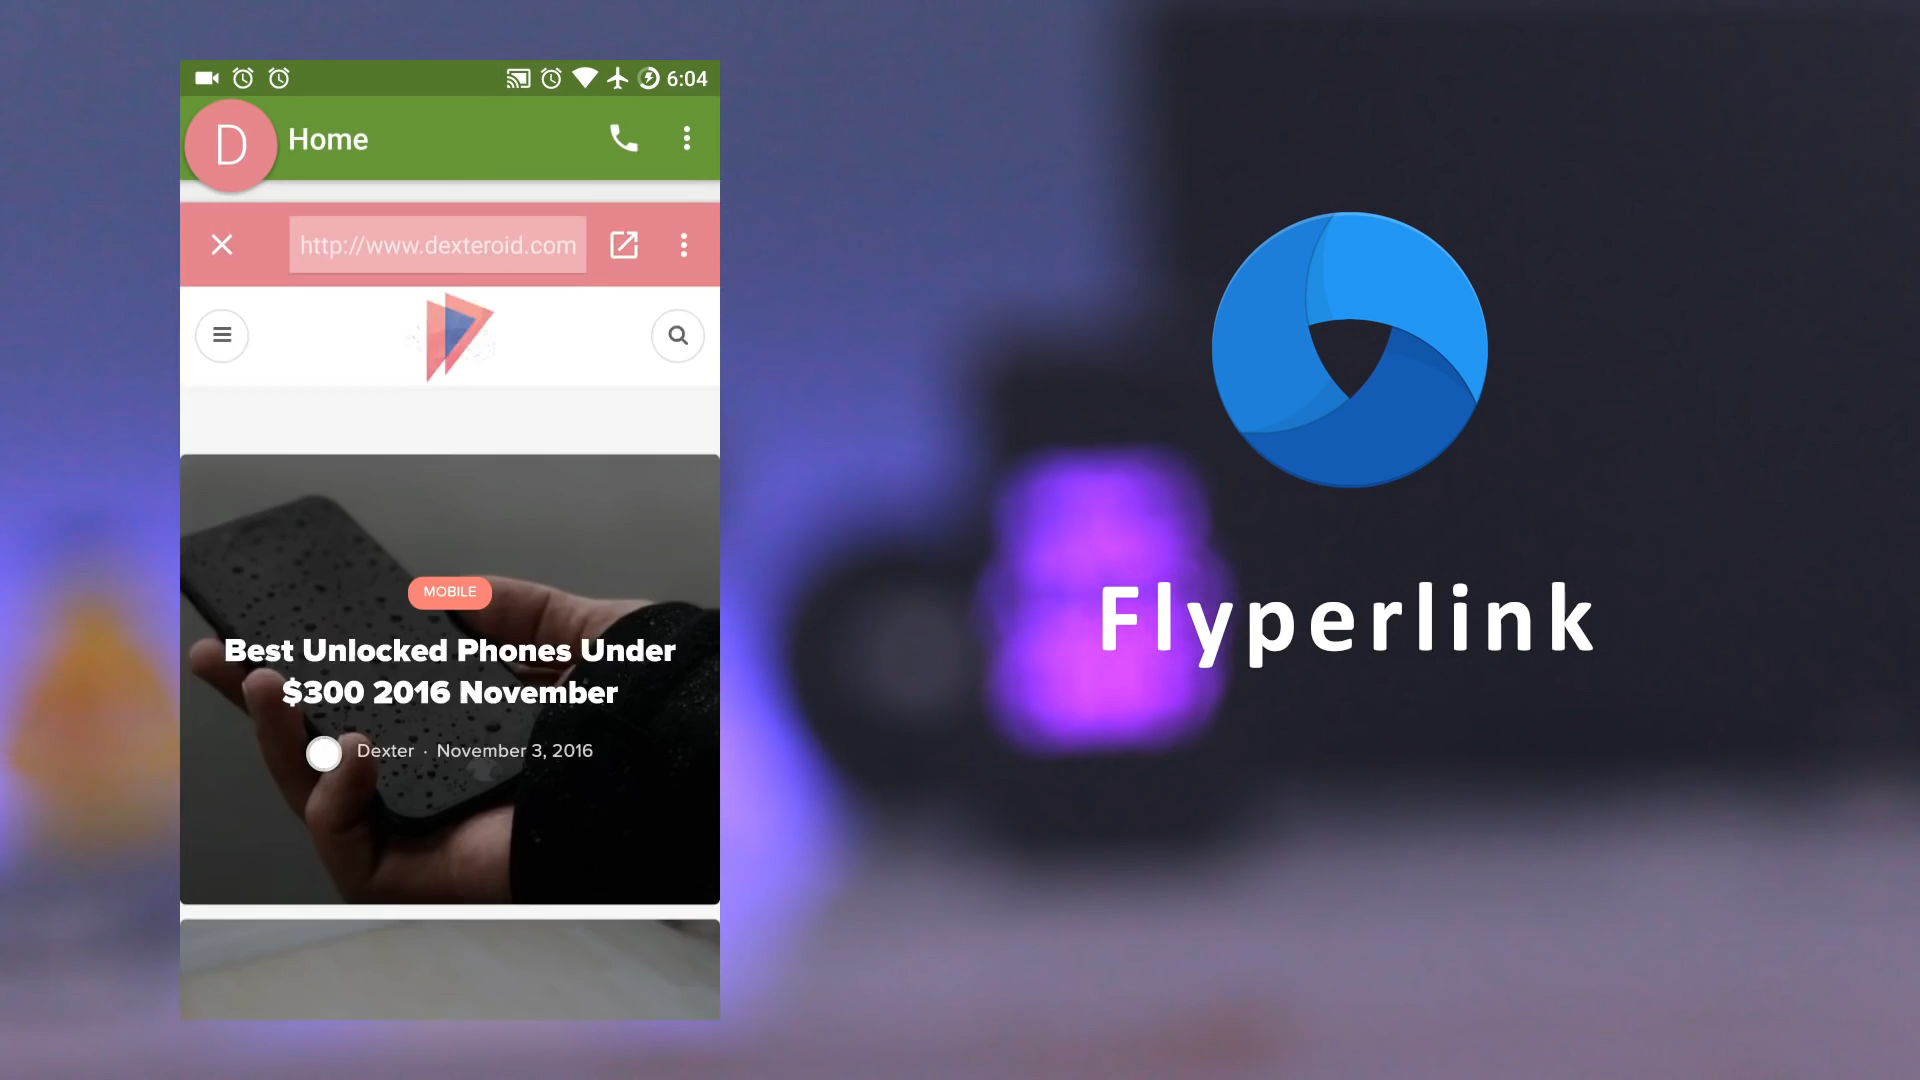 6:04
D
Home
http://www.dexteroid.com
MOBILE
Best Unlocked Phones Under
$300 2016 November
Dexter · November 3, 2016
Flyperlink